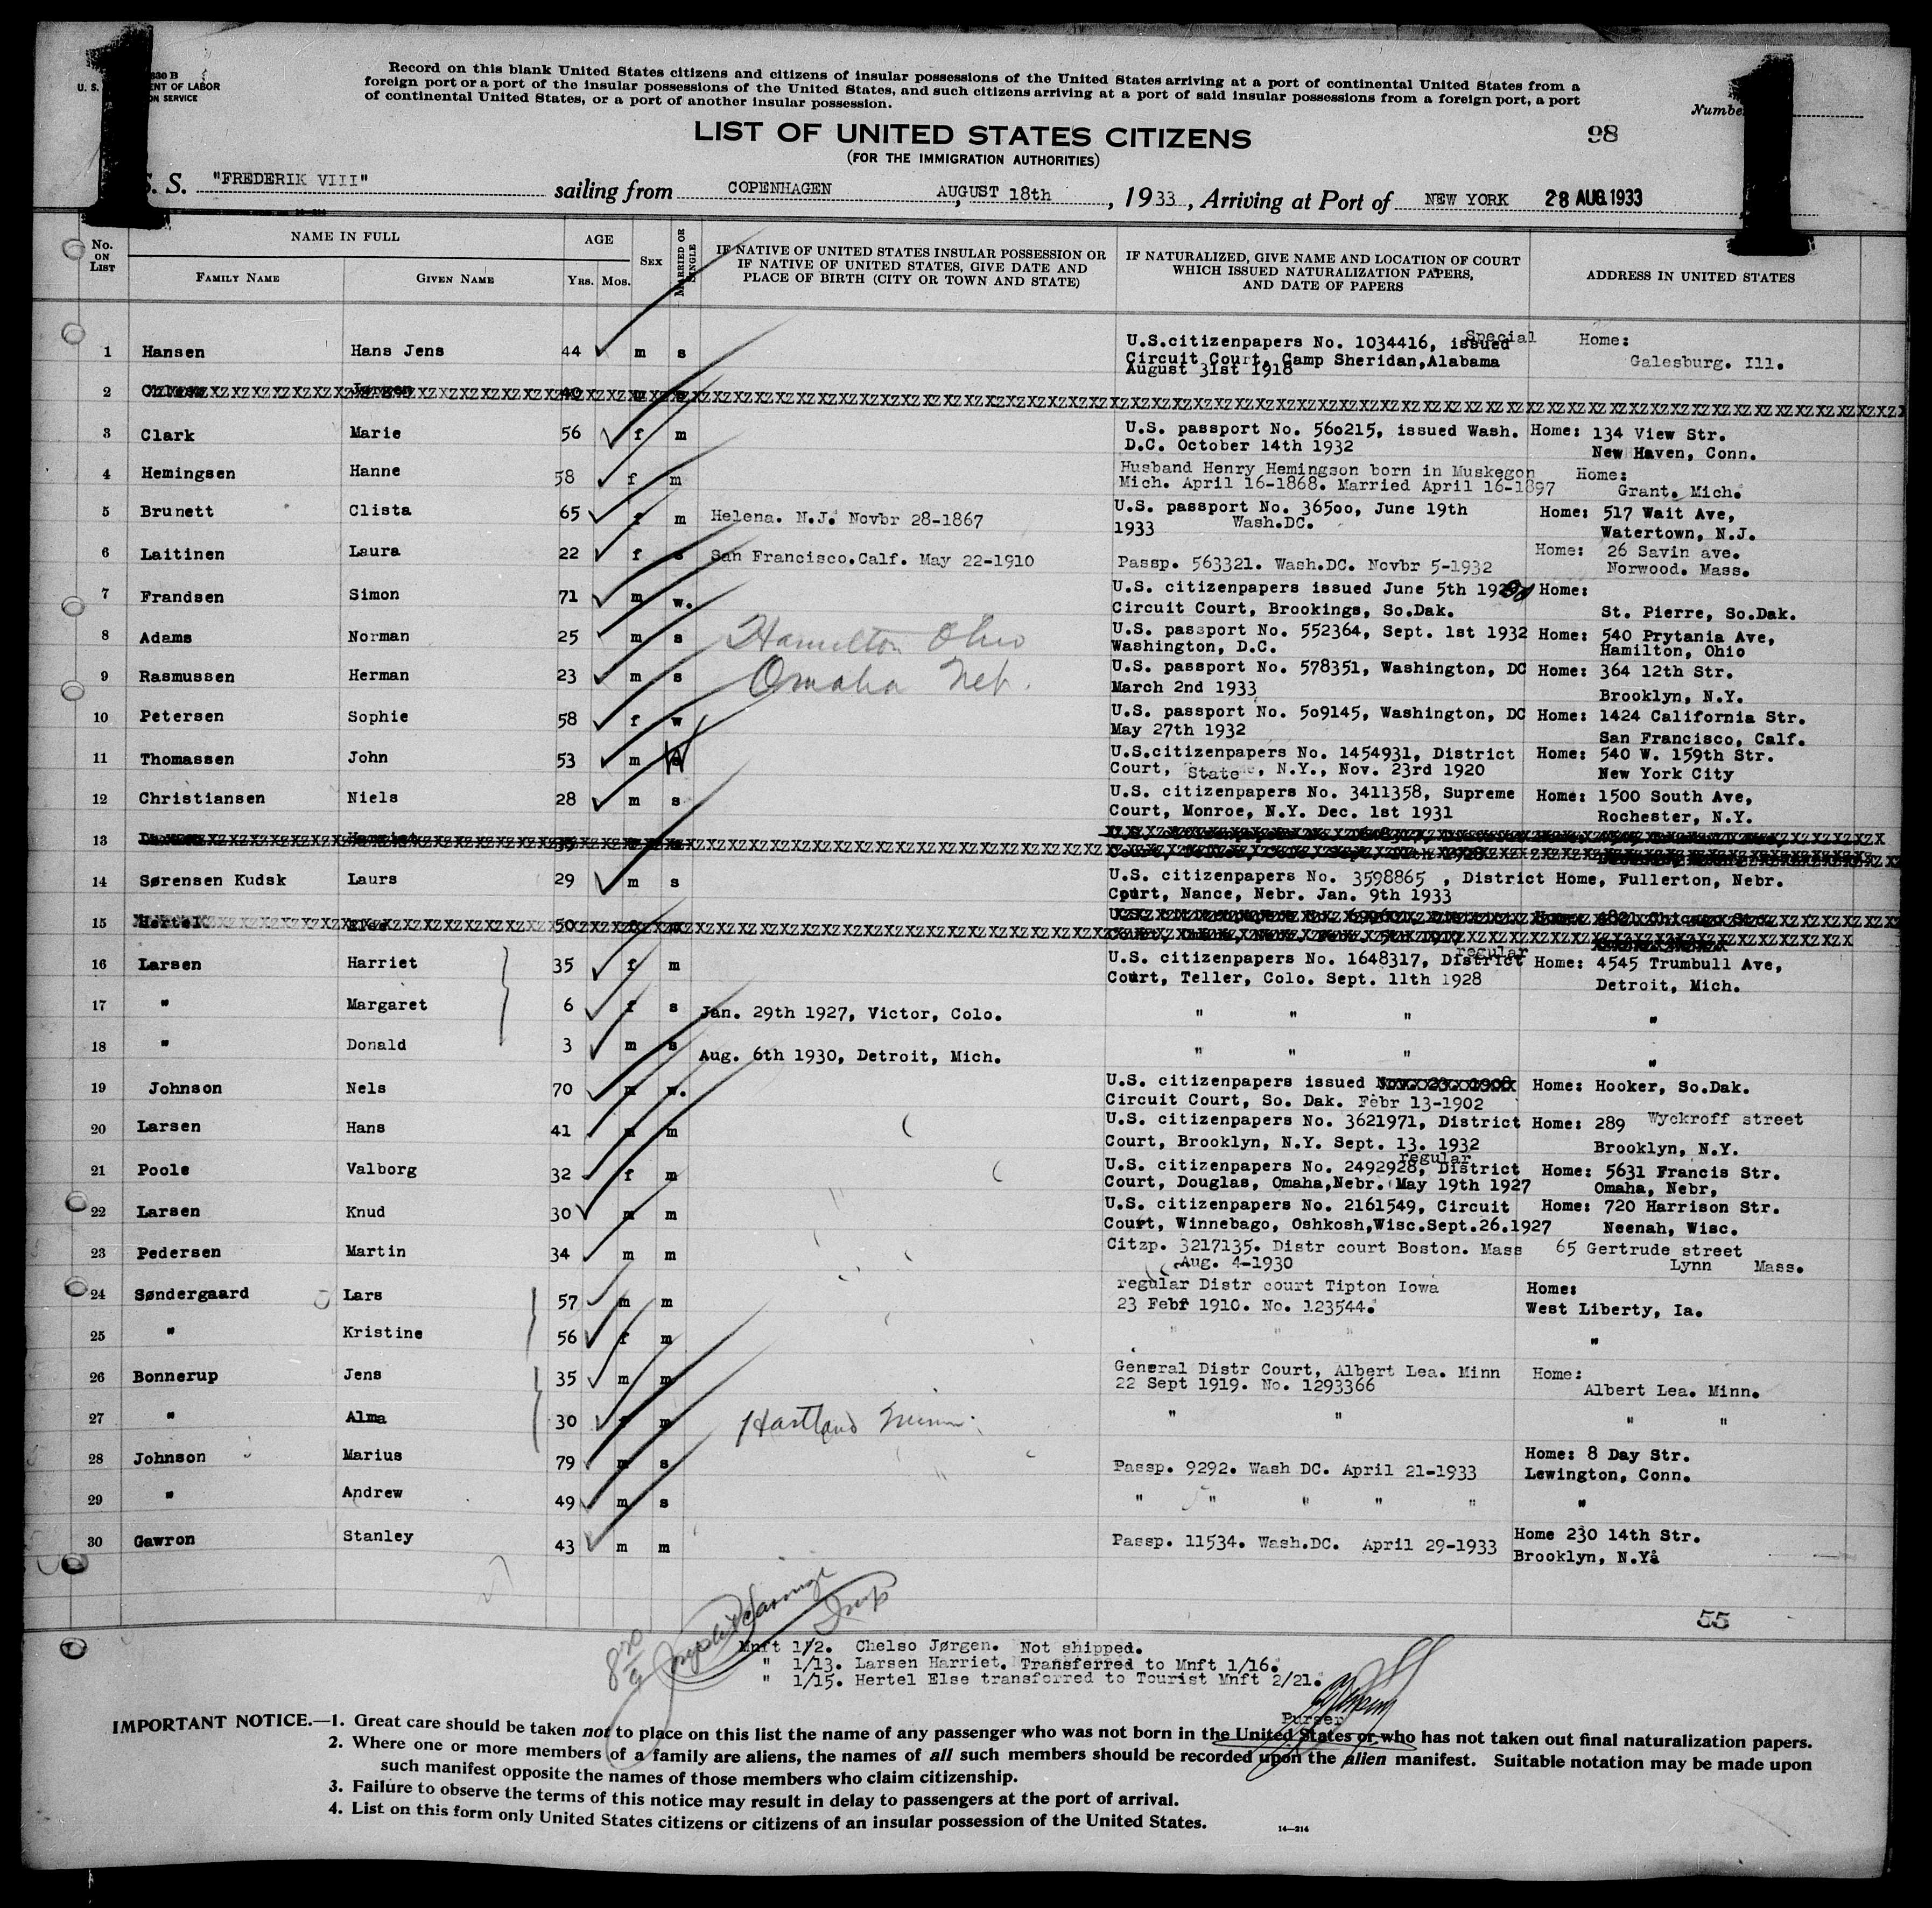 1 1
630 B
U. S. ENT OF LABOR
ON SERVICE
Record on this blank United States citizens and citizens of insular possessions of the United States arriving at a port of continental United States from a
foreign port or a port of the insular possessions of the United States, and such citizens arriving at a port of said insular possessions from a foreign port, a port
of continental United States, or a port of another insular possession.
Number
LIST OF UNITED STATES CITIZENS
98
(FOR THE IMMIGRATION AUTHORITIES)
S. S. "FREDERIK VIII" sailing from COPENHAGEN AUGUST 18th, 1933, Arriving at Port of NEW YORK 28 AUG.1933
No. ON LIST NAME IN FULL AGE SEX MARRIED OR SINGLE IF NATIVE OF UNITED STATES INSULAR POSSESSION OR IF NATIVE OF UNITED STATES, GIVE DATE AND PLACE OF BIRTH (CITY OR TOWN AND STATE) IF NATURALIZED, GIVE NAME AND LOCATION OF COURT WHICH ISSUED NATURALIZATION PAPERS, AND DATE OF PAPERS ADDRESS IN UNITED STATES
FAMILY NAME GIVEN NAME YRS. MOS.
1 Hansen Hans Jens 44 m s U.S.citizenpapers No. 1034416, issued Special Home:
Circuit Court, Camp Sheridan,Alabama Galesburg. Ill.
August 31st 1918
2 Jørgen 40
3 Clark Marie 56 f m U.S. passport No. 560215, issued Wash. Home: 134 View Str.
D.C. October 14th 1932 New Haven, Conn.
4 Hemingsen Hanne 58 f m Husband Henry Hemingson born in Muskegon Home:
Mich. April 16-1868. Married April 16-1897 Grant. Mich.
5 Brunett Clista 65 f m Helena. N.J. Novbr 28-1867 U.S. passport No. 36500, June 19th Home: 517 Wait Ave,
1933 Wash.DC. Watertown, N.J.
6 Laitinen Laura 22 f s San Francisco.Calf. May 22-1910 Passp. 563321. Wash.DC. Novbr 5-1932 Home: 26 Savin ave.
Norwood. Mass.
7 Frandsen Simon 71 m w. U.S. citizenpapers issued June 5th Home:
Circuit Court, Brookings, So.Dak. St. Pierre, So.Dak.
8 Adams Norman 25 m s Hamilton Ohio U.S. passport No. 552364, Sept. 1st 1932 Home: 540 Prytania Ave,
Washington, D.C. Hamilton, Ohio
9 Rasmussen Herman 23 m s Omaha Neb. U.S. passport No. 578351, Washington, DC Home: 364 12th Str.
March 2nd 1933 Brooklyn, N.Y.
10 Petersen Sophie 58 f w U.S. passport No. 509145, Washington, DC Home: 1424 California Str.
May 27th 1932 San Francisco, Calf.
11 Thomassen John 53 m U.S.citizenpapers No. 1454931, District Home: 540 W. 159th Str.
Court, State, N.Y., Nov. 23rd 1920 New York City
12 Christiansen Niels 28 m s U.S. citizenpapers No. 3411358, Supreme Home: 1500 South Ave,
Court, Monroe, N.Y. Dec. 1st 1931 Rochester, N.Y.
13 Harriet 35
14 Sørensen Kudsk Laurs 29 m s U.S. citizenpapers No. 3598865 , District Home, Fullerton, Nebr.
Court, Nance, Nebr. Jan. 9th 1933
15 Hertel Else 50
16 Larsen Harriet 35 f m U.S. citizenpapers No. 1648317, District regular Home: 4545 Trumbull Ave,
Court, Teller, Colo. Sept. 11th 1928 Detroit, Mich.
17 " Margaret 6 f s Jan. 29th 1927, Victor, Colo. " " " "
18 " Donald 3 m s Aug. 6th 1930, Detroit, Mich. " " " "
19 Johnson Nels 70 m w. U.S. citizenpapers issued Nov. 23. 1908 Home: Hooker, So.Dak.
Circuit Court, So. Dak. Febr 13-1902
20 Larsen Hans 41 m m U.S. citizenpapers No. 3621971, District Home: 289 Wyckroff street
Court, Brooklyn, N.Y. Sept. 13. 1932 Brooklyn, N.Y.
21 Poole Valborg 32 f m U.S. citizenpapers No. 2492928, regular District Home: 5631 Francis Str.
Court, Douglas, Omaha,Nebr. May 19th 1927 Omaha, Nebr,
22 Larsen Knud 30 m m U.S. citizenpapers No. 2161549, Circuit Home: 720 Harrison Str.
Court, Winnebago, Oshkosh,Wisc.Sept.26.1927 Neenah, Wisc.
23 Pedersen Martin 34 m m Citzp. 3217135. Distr court Boston. Mass 65 Gertrude street
Aug. 4-1930 Lynn Mass.
24 Søndergaard Lars 57 m m regular Distr court Tipton Iowa Home:
23 Febr 1910. No. 123544. West Liberty, Ia.
25 " Kristine 56 f m " " " "
26 Bonnerup Jens 35 m m General Distr Court, Albert Lea. Minn Home:
22 Sept 1919. No. 1293366 Albert Lea. Minn.
27 " Alma 30 f m Hartland Minn. " " " "
28 Johnson Marius 79 m s Passp. 9292. Wash DC. April 21-1933 Home: 8 Day Str.
Lewington, Conn.
29 " Andrew 49 m s " " " " " "
30 Gawron Stanley 43 m m Passp. 11534. Wash.DC. April 29-1933 Home 230 14th Str.
Brooklyn, N.Yå
55
Mnft 1/2. Chelso Jørgen. Not shipped.
" 1/13. Larsen Harriet. Transferred to Mnft 1/16.
" 1/15. Hertel Else transferred to Tourist Mnft 2/21.
Insp
Purser
IMPORTANT NOTICE.—1. Great care should be taken not to place on this list the name of any passenger who was not born in the United States or who has not taken out final naturalization papers.
2. Where one or more members of a family are aliens, the names of all such members should be recorded upon the alien manifest. Suitable notation may be made upon
such manifest opposite the names of those members who claim citizenship.
3. Failure to observe the terms of this notice may result in delay to passengers at the port of arrival.
4. List on this form only United States citizens or citizens of an insular possession of the United States.
14—214